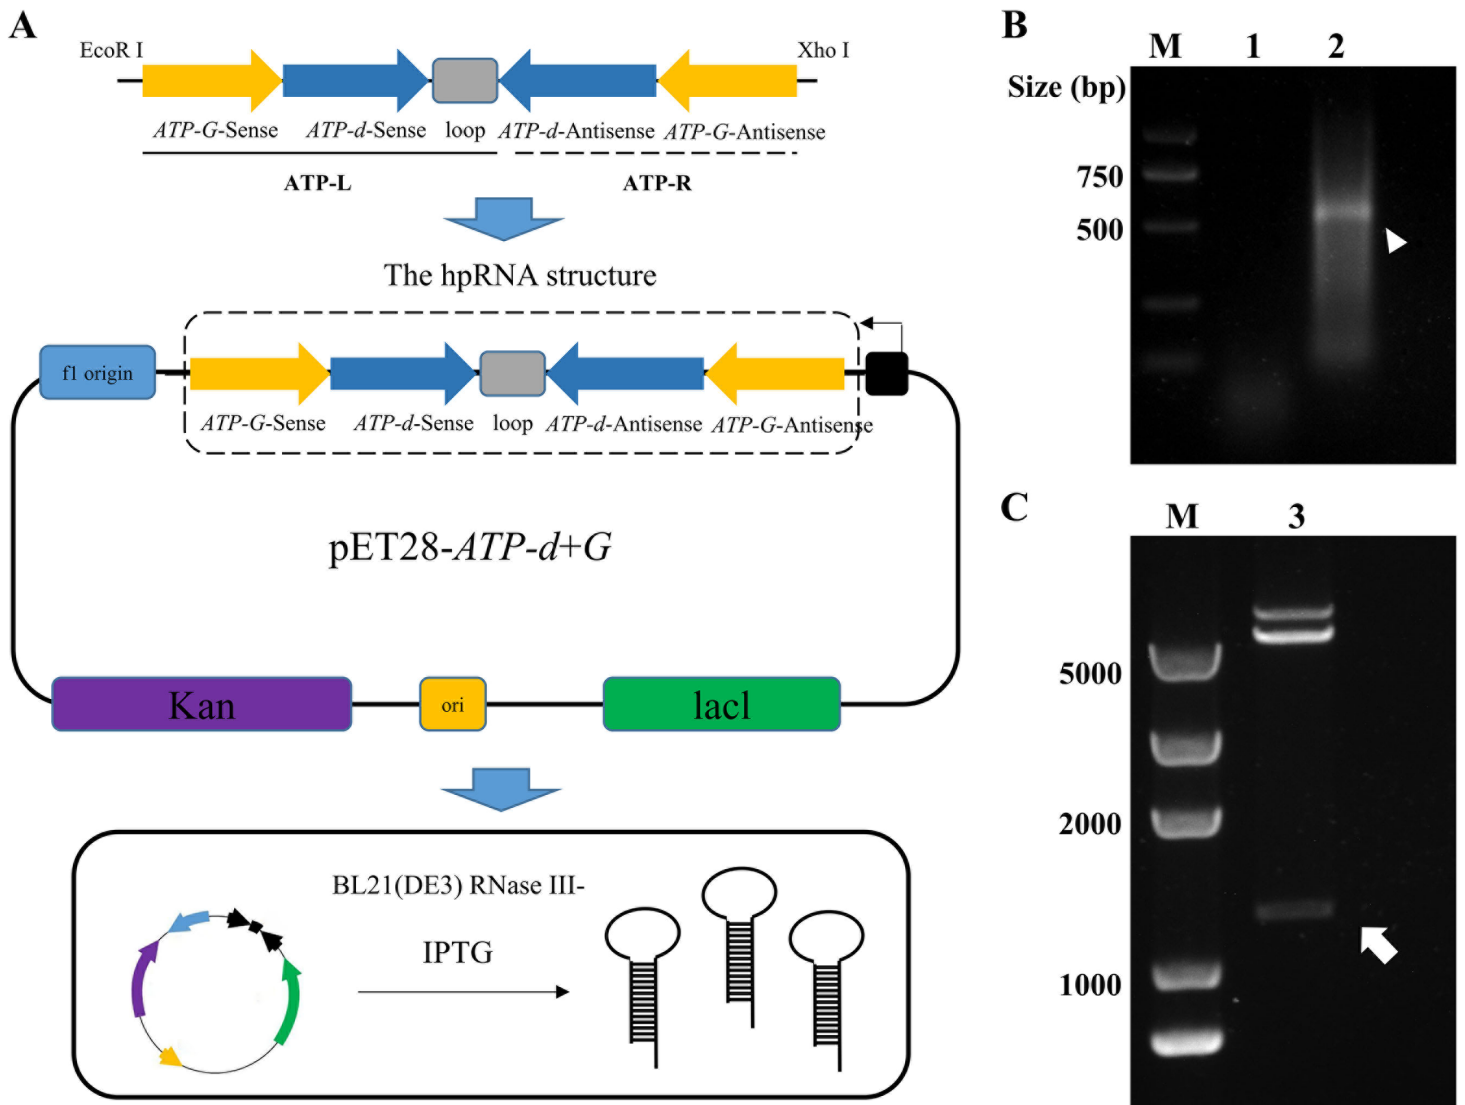 A
EcoR I
Xho I
ATP-G-Sense
ATP-d-Sense
loop
ATP-d-Antisense
ATP-G-Antisense
ATP-L
ATP-R
The hpRNA structure
f1 origin
ATP-G-Sense
ATP-d-Sense
loop
ATP-d-Antisense
ATP-G-Antisense
pET28-ATP-d+G
Kan
ori
lacl
BL21(DE3) RNase III-
IPTG
B
M 1 2
Size (bp)
750
500
C
M 3
5000
2000
1000